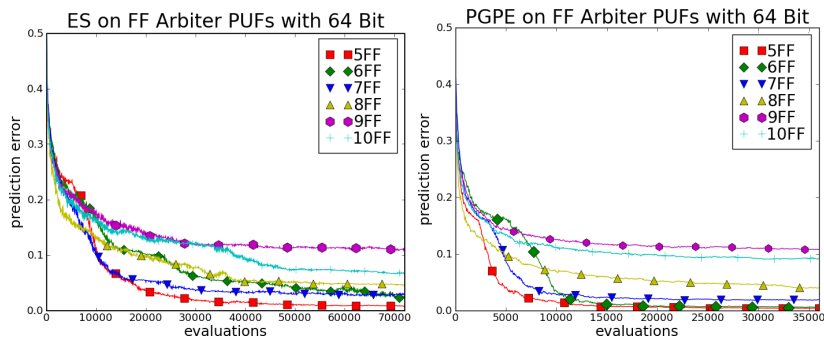 ES on FF Arbiter PUFs with 64 Bit
prediction error
0.5
0.4
0.3
0.2
0.1
0.0
0 10000 20000 30000 40000 50000 60000 70000
evaluations
5FF
6FF
7FF
8FF
9FF
10FF
PGPE on FF Arbiter PUFs with 64 Bit
prediction error
0.5
0.4
0.3
0.2
0.1
0.0
0 5000 10000 15000 20000 25000 30000 35000
evaluations
5FF
6FF
7FF
8FF
9FF
10FF